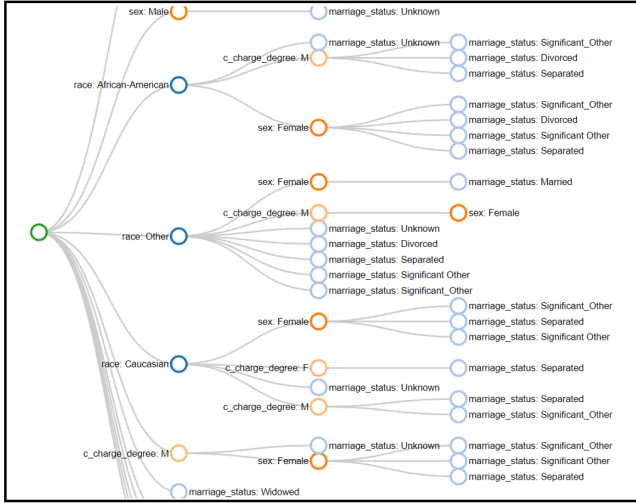 sex: Male
marriage_status: Unknown
marriage_status: Unknown
marriage_status: Significant_Other
c_charge_degree: M
marriage_status: Divorced
marriage_status: Separated
race: African-American
marriage_status: Significant_Other
marriage_status: Divorced
sex: Female
marriage_status: Significant Other
marriage_status: Separated
sex: Female
marriage_status: Married
c_charge_degree: M
sex: Female
marriage_status: Unknown
race: Other
marriage_status: Divorced
marriage_status: Separated
marriage_status: Significant Other
marriage_status: Significant_Other
marriage_status: Significant_Other
sex: Female
marriage_status: Separated
marriage_status: Significant Other
race: Caucasian
c_charge_degree: F
marriage_status: Separated
marriage_status: Unknown
marriage_status: Separated
c_charge_degree: M
marriage_status: Significant_Other
marriage_status: Unknown
marriage_status: Significant_Other
c_charge_degree: M
sex: Female
marriage_status: Significant Other
marriage_status: Separated
marriage_status: Widowed